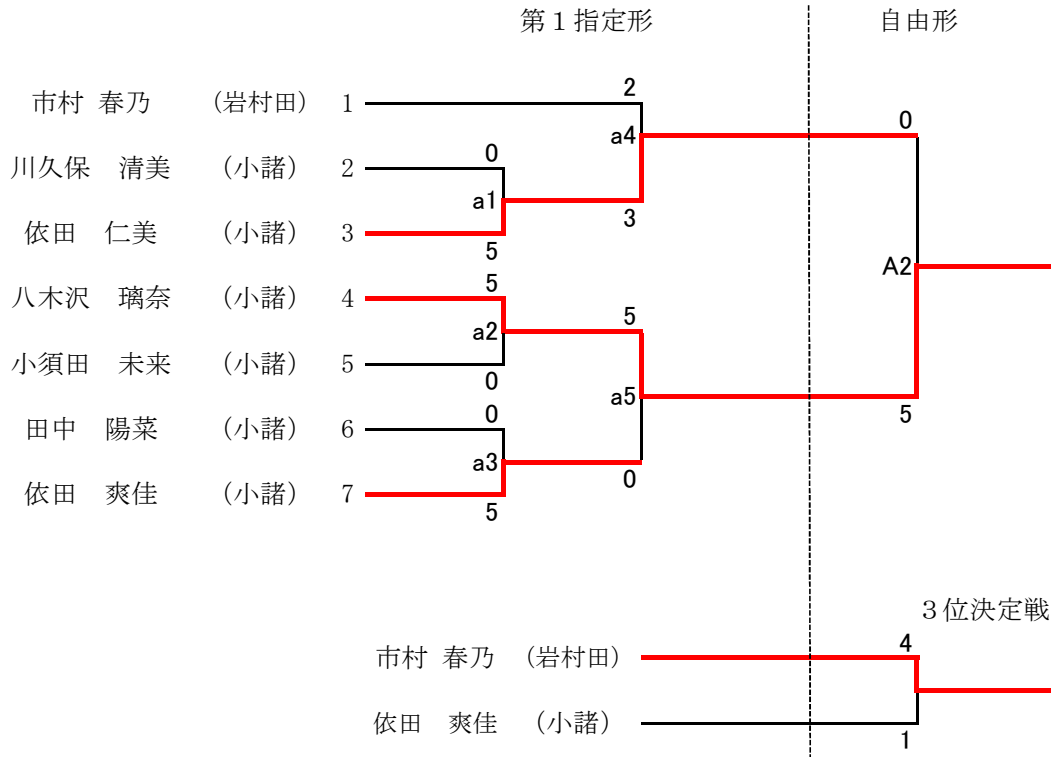 第１指定形 自由形
2
市村 春乃 （岩村田） 1
0
a4
0
川久保 清美 （小諸） 2
a1
依田 仁美 （小諸） 3
3
5
A2
5
八木沢 璃奈 （小諸） 4
5
a2
小須田 未来 （小諸） 5
0
a5
0
5
田中 陽菜 （小諸） 6
a3
0
依田 爽佳 （小諸） 7
5
３位決定戦
4
市村 春乃 （岩村田）
依田 爽佳 （小諸）
1